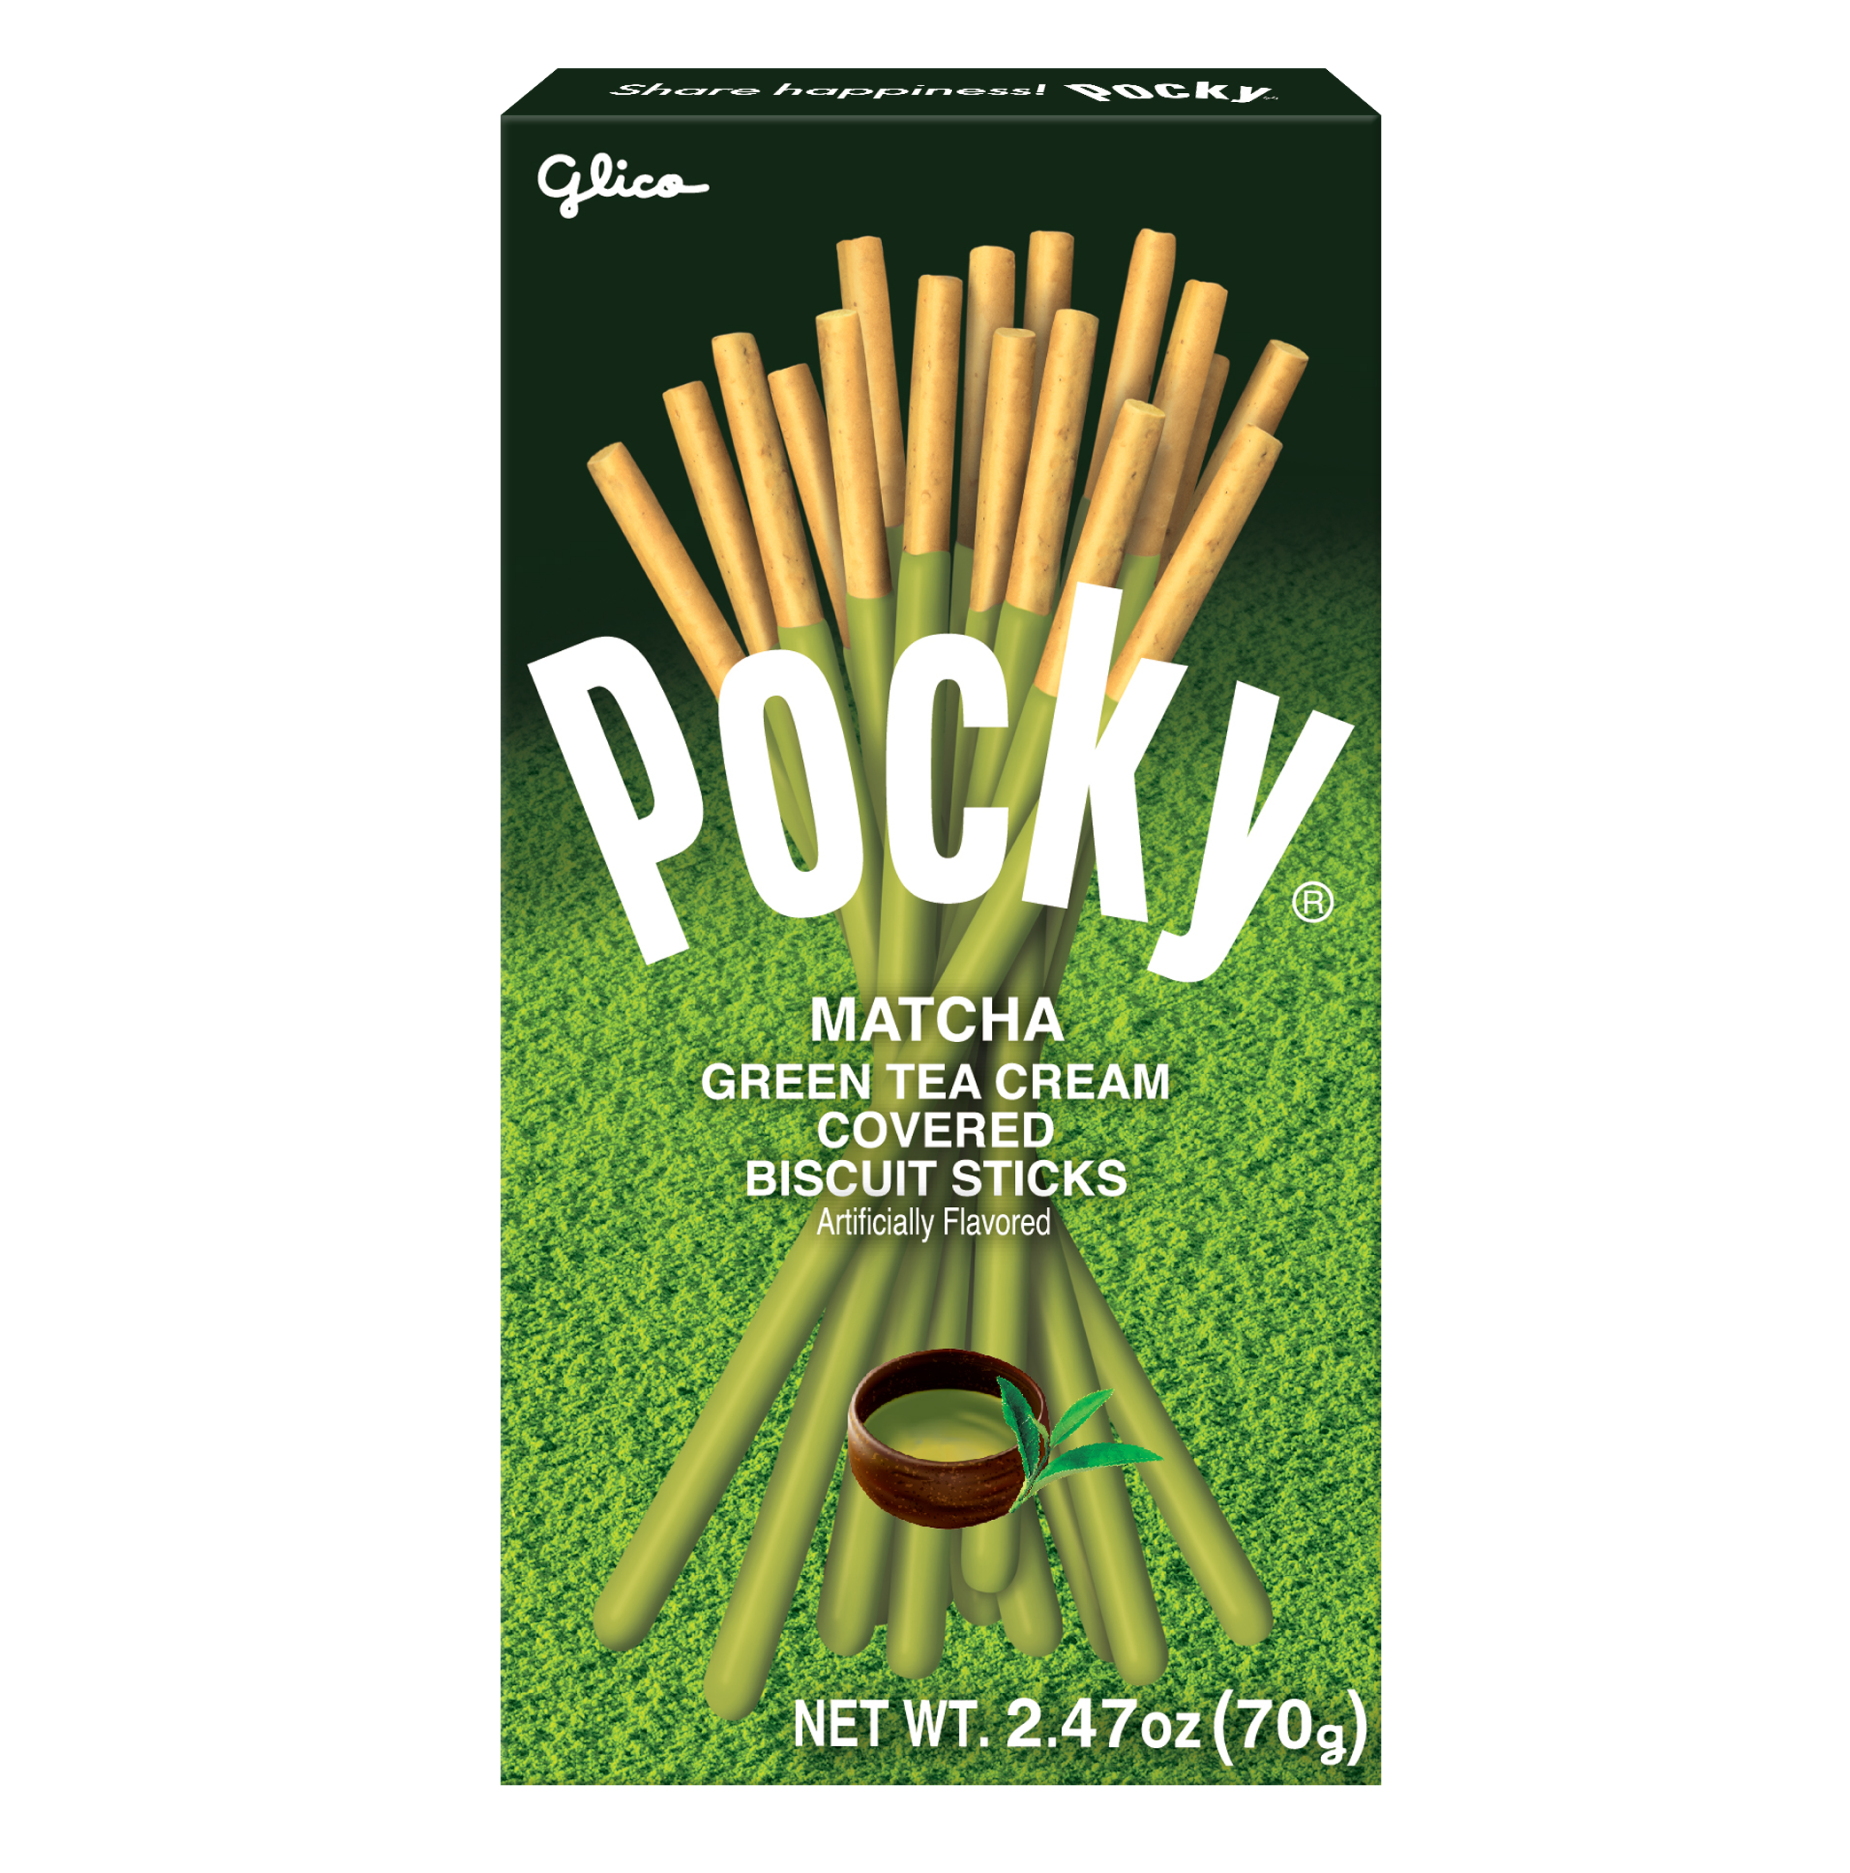 Share happiness! Pocky
Glico
Pocky®
MATCHA
GREEN TEA CREAM
COVERED
BISCUIT STICKS
Artificially Flavored
NET WT. 2.47oz (70g)